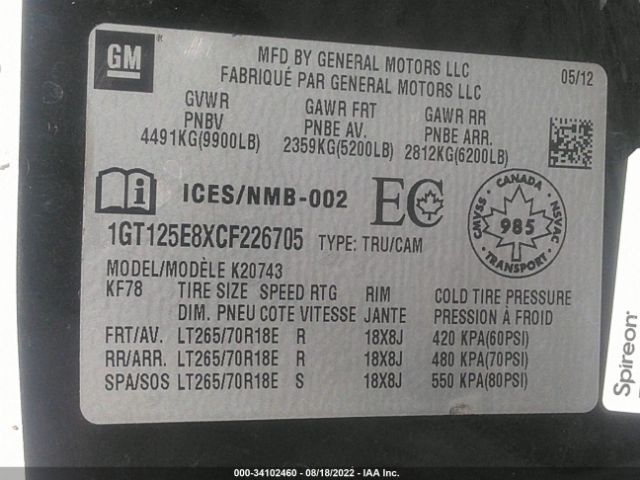 GM
MFD BY GENERAL MOTORS LLC
FABRIQUÉ PAR GENERAL MOTORS LLC
05/12
GVWR GAWR FRT GAWR RR
PNBV PNBE AV. PNBE ARR.
4491KG(9900LB) 2359KG(5200LB) 2812KG(6200LB)
i ICES/NMB-002 EC
CANADA
CMVSS 985 NSVAC
TRANSPORT
1GT125E8XCF226705 TYPE: TRU/CAM
MODEL/MODÈLE K20743
KF78 TIRE SIZE SPEED RTG RIM COLD TIRE PRESSURE
DIM. PNEU COTE VITESSE JANTE PRESSION À FROID
FRT/AV. LT265/70R18E R 18X8J 420 KPA(60PSI)
RR/ARR. LT265/70R18E R 18X8J 480 KPA(70PSI)
SPA/SOS LT265/70R18E S 18X8J 550 KPA(80PSI)
Spireon
000-34102460 - 08/18/2022 - IAA Inc.